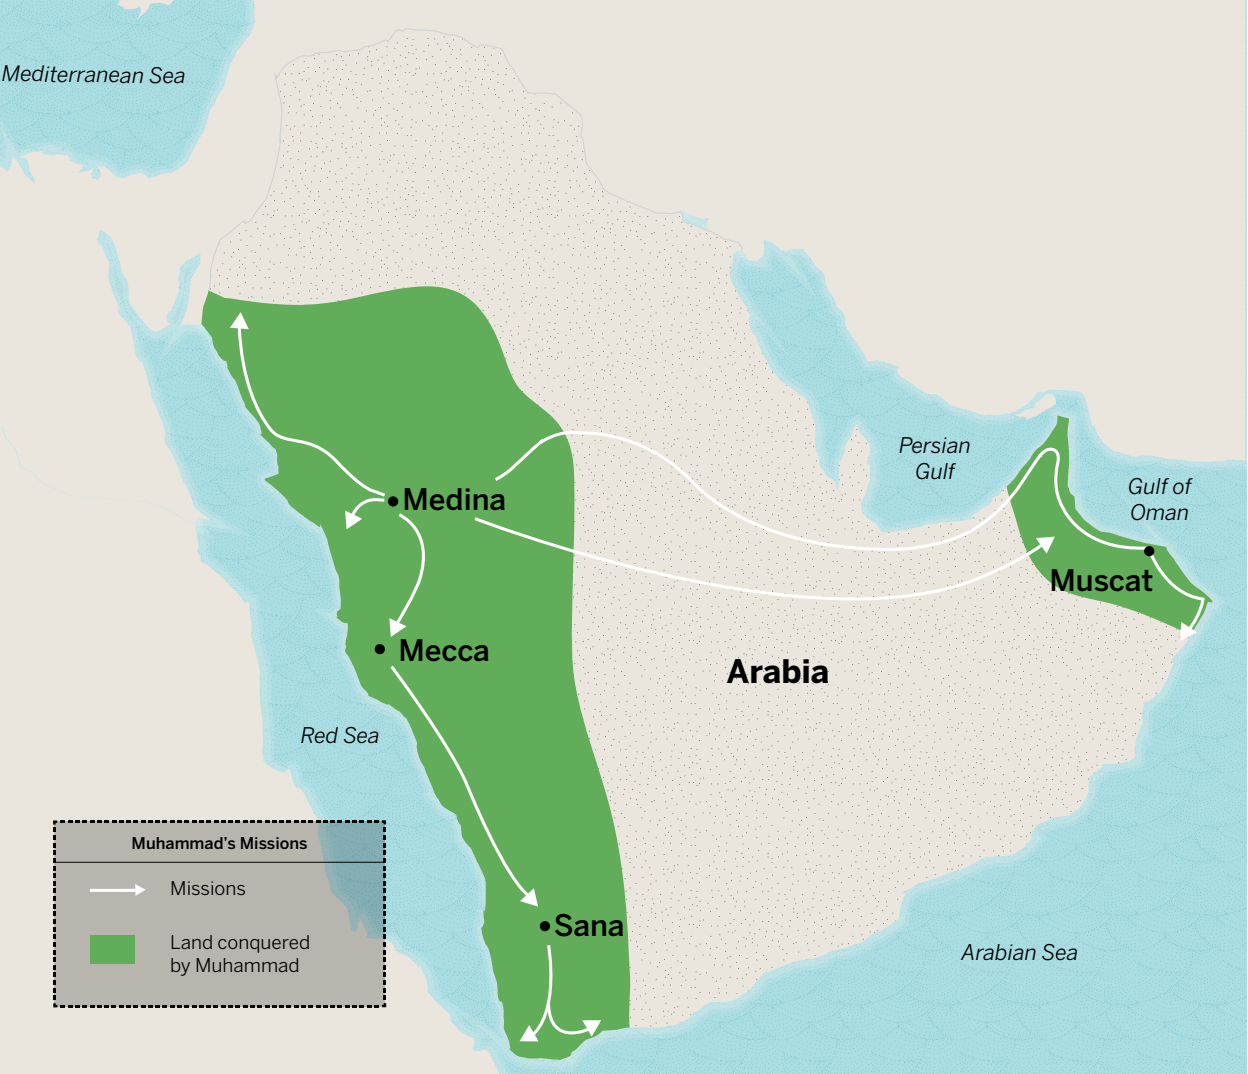 Mediterranean Sea
Persian
Gulf
Gulf of
Oman
Medina
Muscat
Mecca
Arabia
Red Sea
Muhammad’s Missions
Missions
Land conquered
by Muhammad
Sana
Arabian Sea